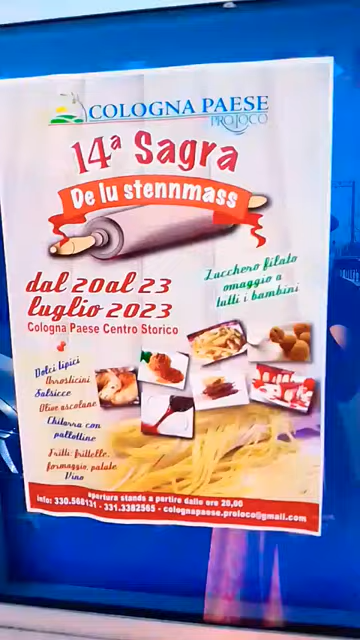 COLOGNA PAESE
PROLOCO
14ª Sagra
De lu stennmass
dal 20 al 23
luglio 2023
Cologna Paese Centro Storico
Zucchero filato
omaggio a
tutti i bambini
Dolci tipici
Arrosticini
Salsicce
Olive ascolane
Chitarra con
pallottine
Fritti: frittelle,
formaggio, patate
Vino
apertura stands a partire dalle ore 20,00
info: 330.568131 - 331.3382565 - colognapaese.proloco@gmail.com